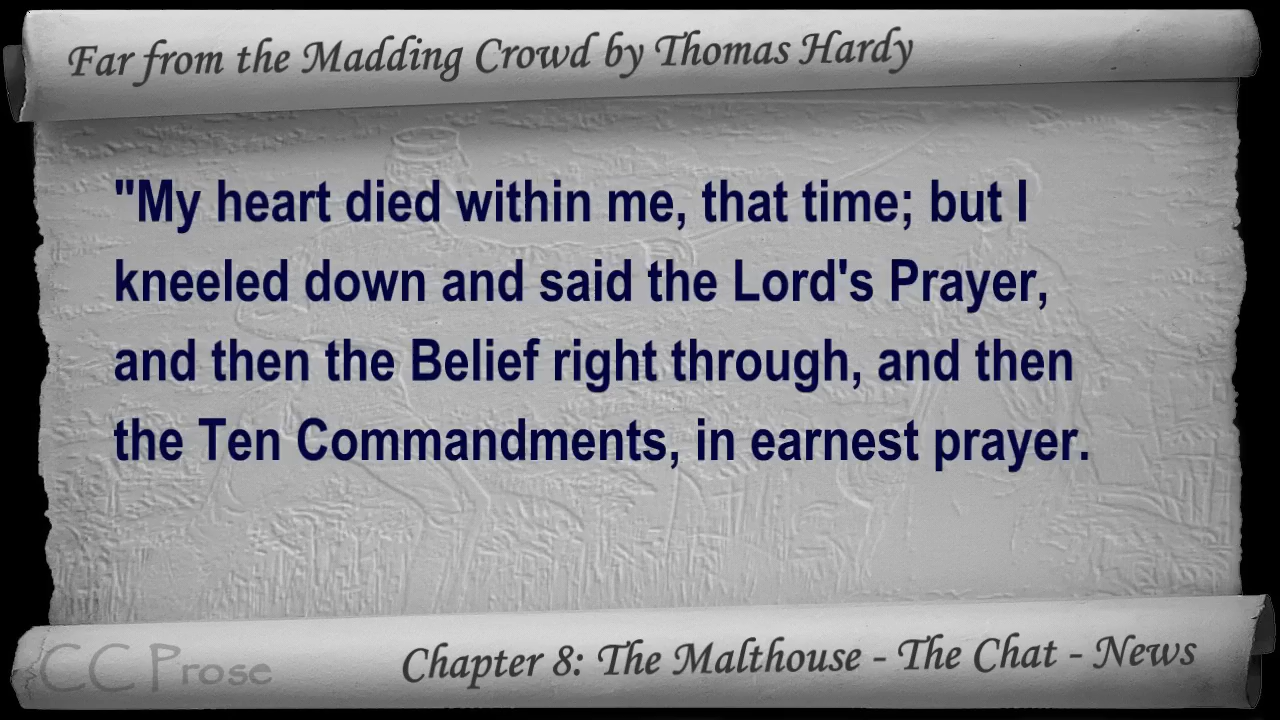 Far from the Madding Crowd by Thomas Hardy
"My heart died within me, that time; but I
kneeled down and said the Lord's Prayer,
and then the Belief right through, and then
the Ten Commandments, in earnest prayer.
CC Prose
Chapter 8: The Malthouse - The Chat - News